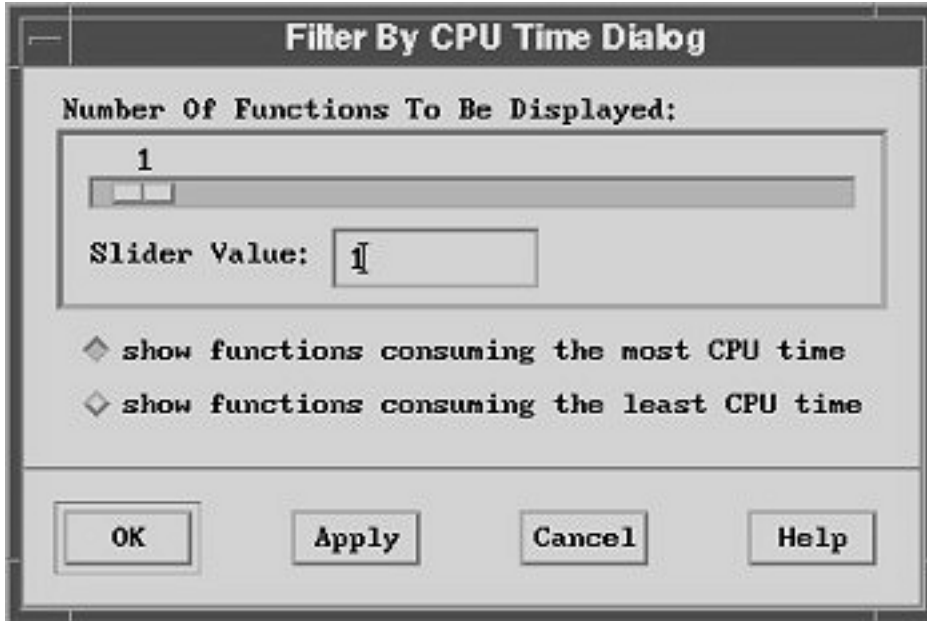 Filter By CPU Time Dialog
Number Of Functions To Be Displayed:
1
Slider Value: 1
show functions consuming the most CPU time
show functions consuming the least CPU time
OK Apply Cancel Help